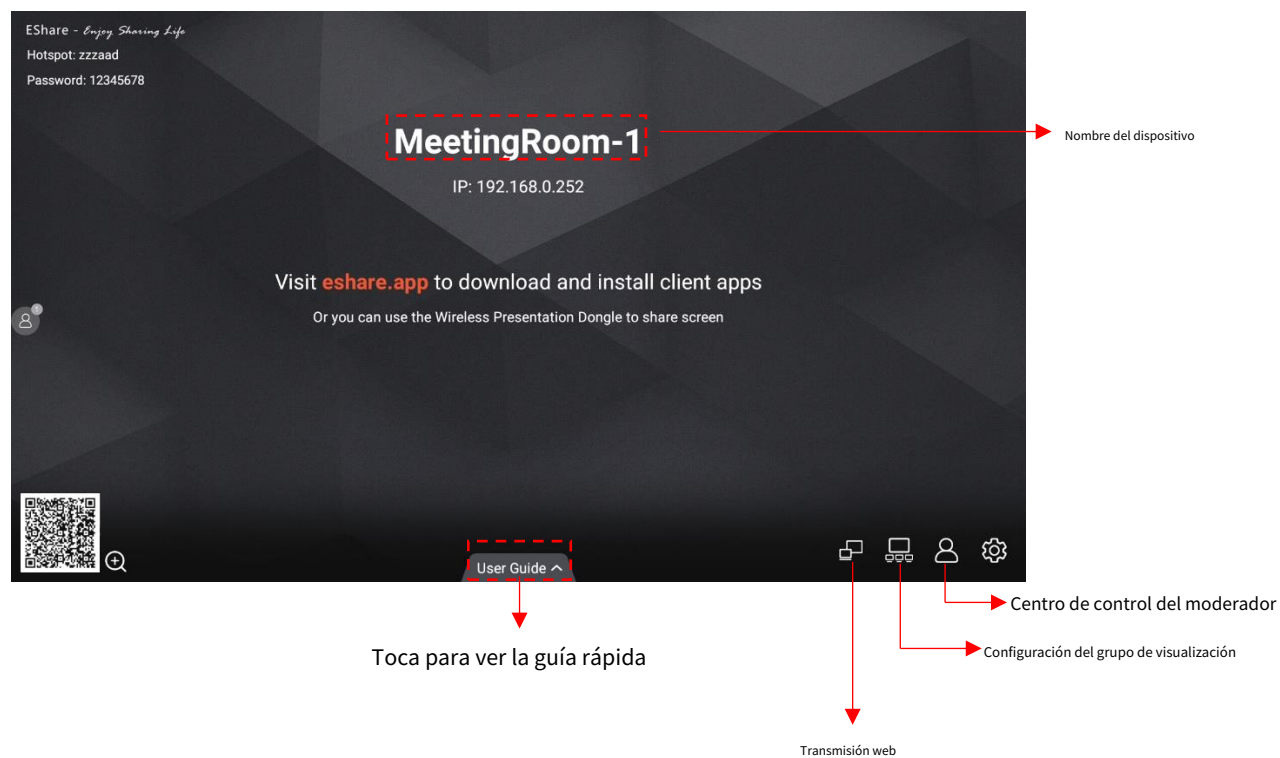 EShare - Enjoy Sharing Life
Hotspot: zzzaad
Password: 12345678
MeetingRoom-1
Nombre del dispositivo
IP: 192.168.0.252
Visit eshare.app to download and install client apps
Or you can use the Wireless Presentation Dongle to share screen
1
User Guide
Centro de control del moderador
Toca para ver la guía rápida
Configuración del grupo de visualización
Transmisión web